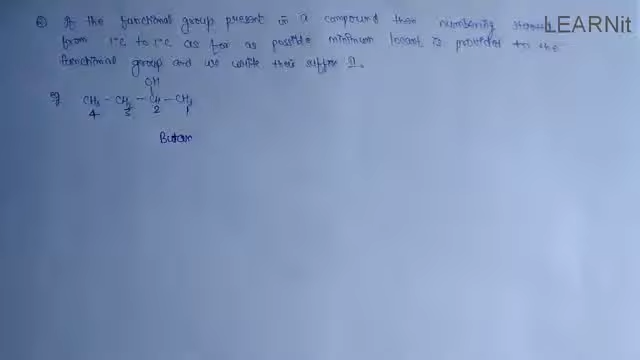 LEARNit
If the functional group present in a compound then numbering
from 1°C to 1°C as far as possible minimum locant is provided to the
functional group and we write their suffix
OH
eg CH3 - CH2 - CH - CH3
4 3 2 1
Butan